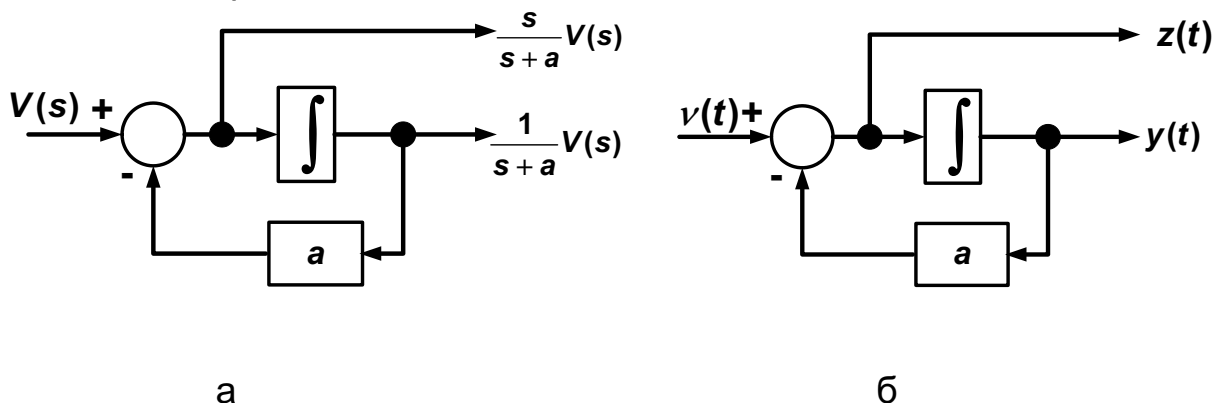 s/(s + a) V(s)
z(t)
V(s) +
∫
1/(s + a) V(s)
ν(t)+
∫
y(t)
-
-
a
a
а
б